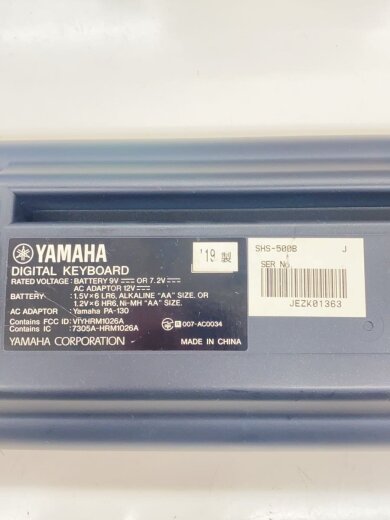 YAMAHA
'19 製
DIGITAL KEYBOARD
RATED VOLTAGE: BATTERY 9V ⎓ OR 7.2V ⎓
AC ADAPTOR 12V ⎓
BATTERY : 1.5V×6 LR6, ALKALINE "AA" SIZE. OR
1.2V×6 HR6, Ni-MH "AA" SIZE.
AC ADAPTOR : Yamaha PA-130
Contains FCC ID: VIYHRM1026A
Contains IC : 7305A-HRM1026A
R 007-AC0034
YAMAHA CORPORATION
MADE IN CHINA
SHS-500B J
SER No
JEZK01363